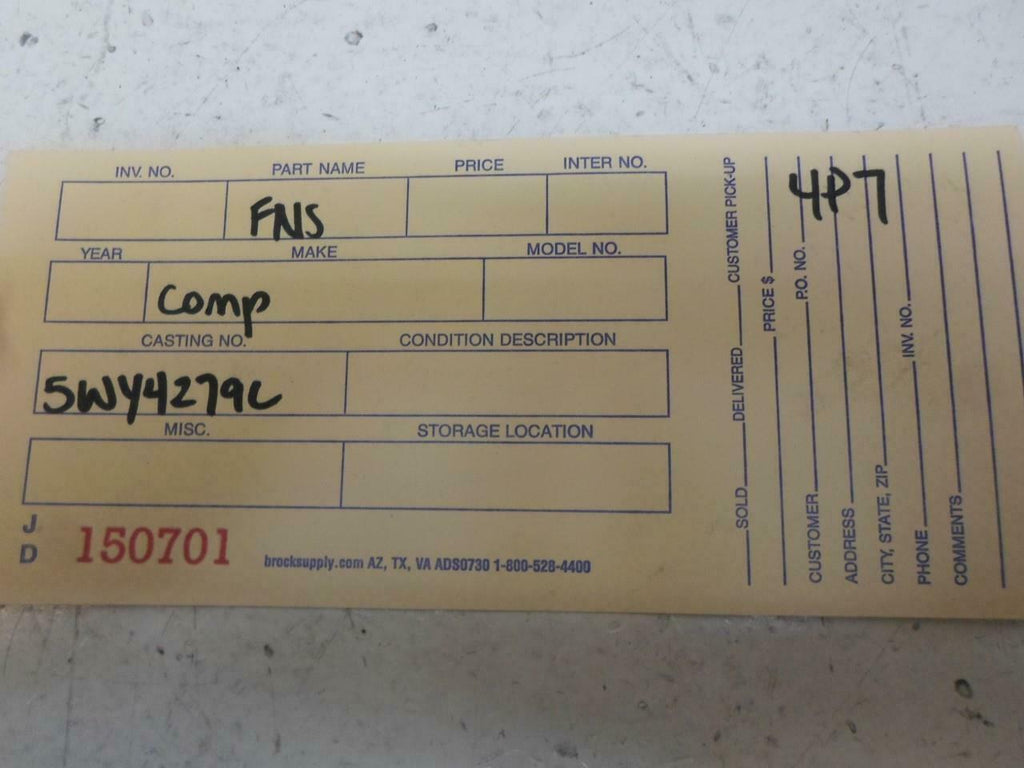 INV. NO. PART NAME PRICE INTER NO.
FNS
YEAR MAKE MODEL NO.
Comp
CASTING NO. CONDITION DESCRIPTION
5WY4279C
MISC. STORAGE LOCATION
J
D
150701
brocksupply.com AZ, TX, VA ADS0730 1-800-528-4400
SOLD DELIVERED CUSTOMER PICK-UP
PRICE $
CUSTOMER P.O. NO.
4P7
ADDRESS
CITY, STATE, ZIP
PHONE INV. NO.
COMMENTS